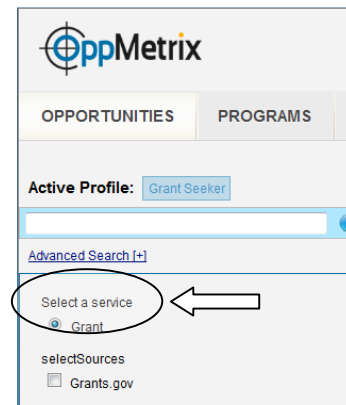 OppMetrix
OPPORTUNITIES PROGRAMS
Active Profile: Grant Seeker
Advanced Search [+]
Select a service
Grant
selectSources
Grants.gov